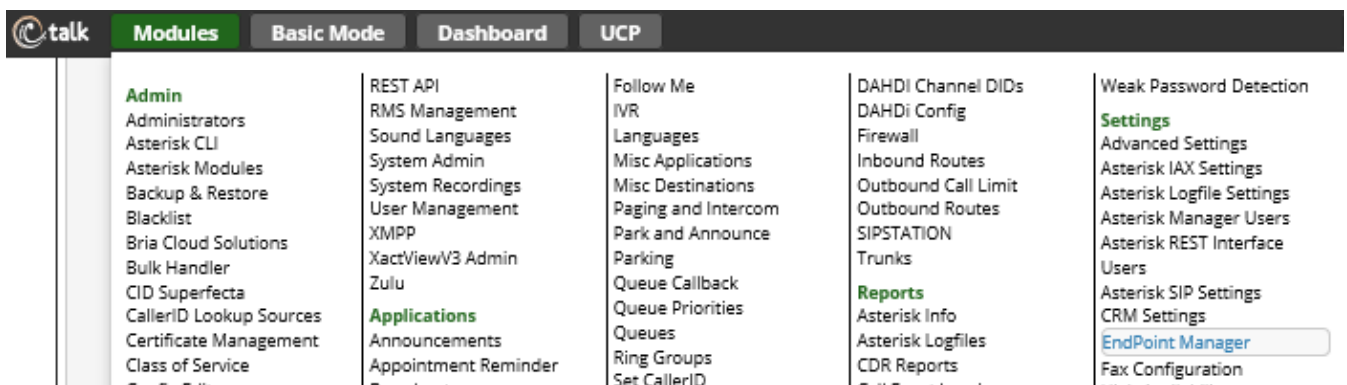 talk
Modules
Basic Mode
Dashboard
UCP
Admin
Administrators
Asterisk CLI
Asterisk Modules
Backup & Restore
Blacklist
Bria Cloud Solutions
Bulk Handler
CID Superfecta
CallerID Lookup Sources
Certificate Management
Class of Service
REST API
RMS Management
Sound Languages
System Admin
System Recordings
User Management
XMPP
XactViewV3 Admin
Zulu
Applications
Announcements
Appointment Reminder
Follow Me
IVR
Languages
Misc Applications
Misc Destinations
Paging and Intercom
Park and Announce
Parking
Queue Callback
Queue Priorities
Queues
Ring Groups
Set CallerID
DAHDI Channel DIDs
DAHDi Config
Firewall
Inbound Routes
Outbound Call Limit
Outbound Routes
SIPSTATION
Trunks
Reports
Asterisk Info
Asterisk Logfiles
CDR Reports
Weak Password Detection
Settings
Advanced Settings
Asterisk IAX Settings
Asterisk Logfile Settings
Asterisk Manager Users
Asterisk REST Interface
Users
Asterisk SIP Settings
CRM Settings
EndPoint Manager
Fax Configuration